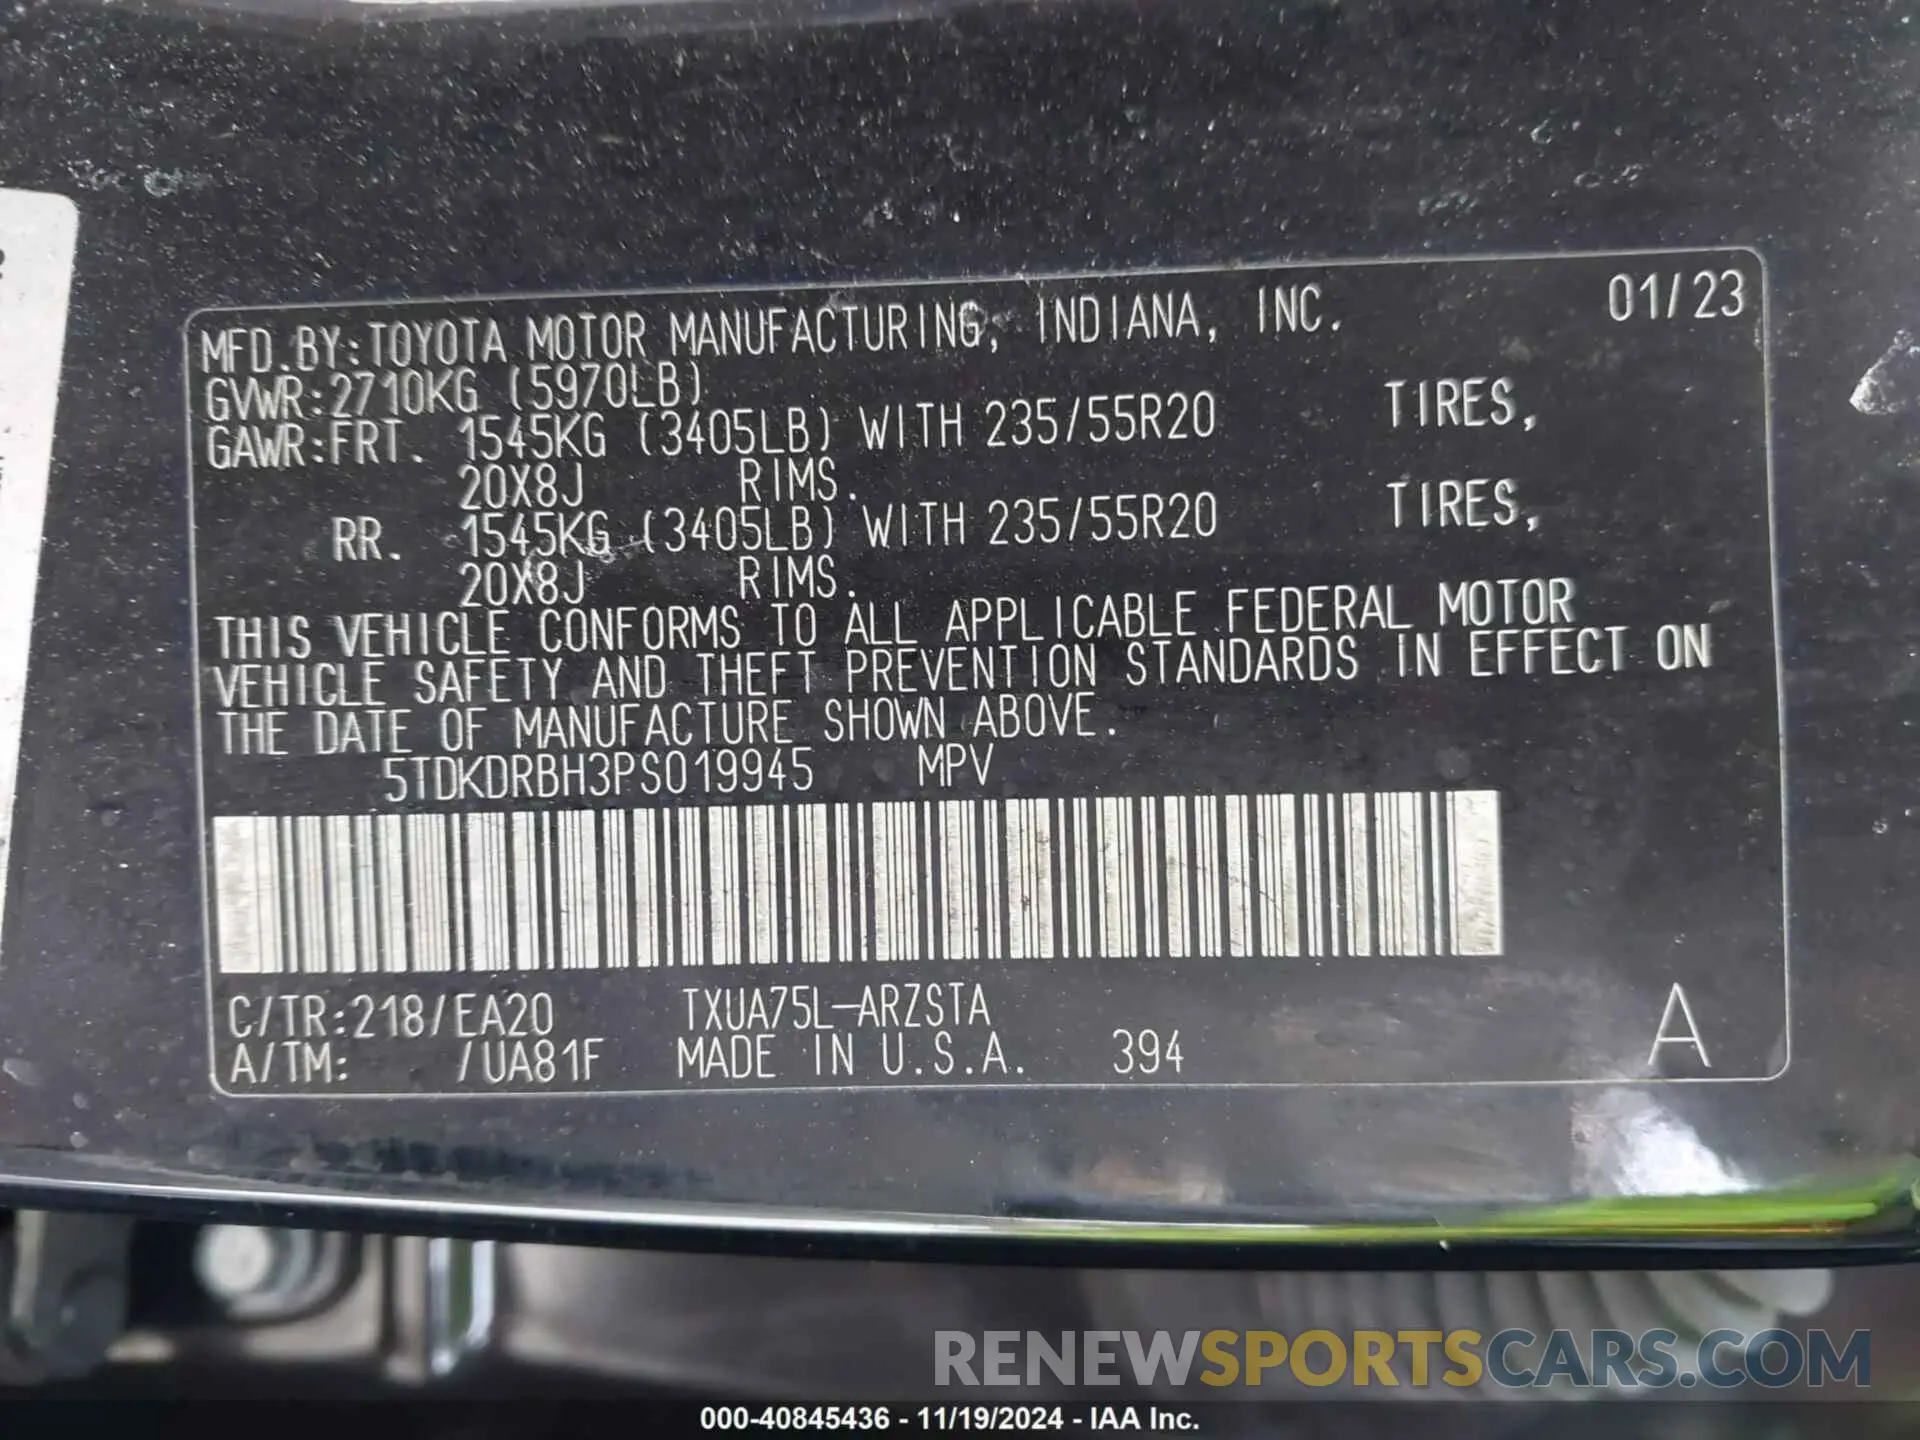 MFD.BY:TOYOTA MOTOR MANUFACTURING, INDIANA, INC. 01/23
GVWR:2710KG (5970LB)
GAWR:FRT. 1545KG (3405LB) WITH 235/55R20 TIRES,
20X8J RIMS.
RR. 1545KG (3405LB) WITH 235/55R20 TIRES,
20X8J RIMS.
THIS VEHICLE CONFORMS TO ALL APPLICABLE FEDERAL MOTOR
VEHICLE SAFETY AND THEFT PREVENTION STANDARDS IN EFFECT ON
THE DATE OF MANUFACTURE SHOWN ABOVE.
5TDKDRBH3PS019945 MPV
C/TR:218/EA20 TXUA75L-ARZSTA
A/TM: /UA81F MADE IN U.S.A. 394 A
RENEWSPORTSCARS.COM
000-40845436 - 11/19/2024 - IAA Inc.